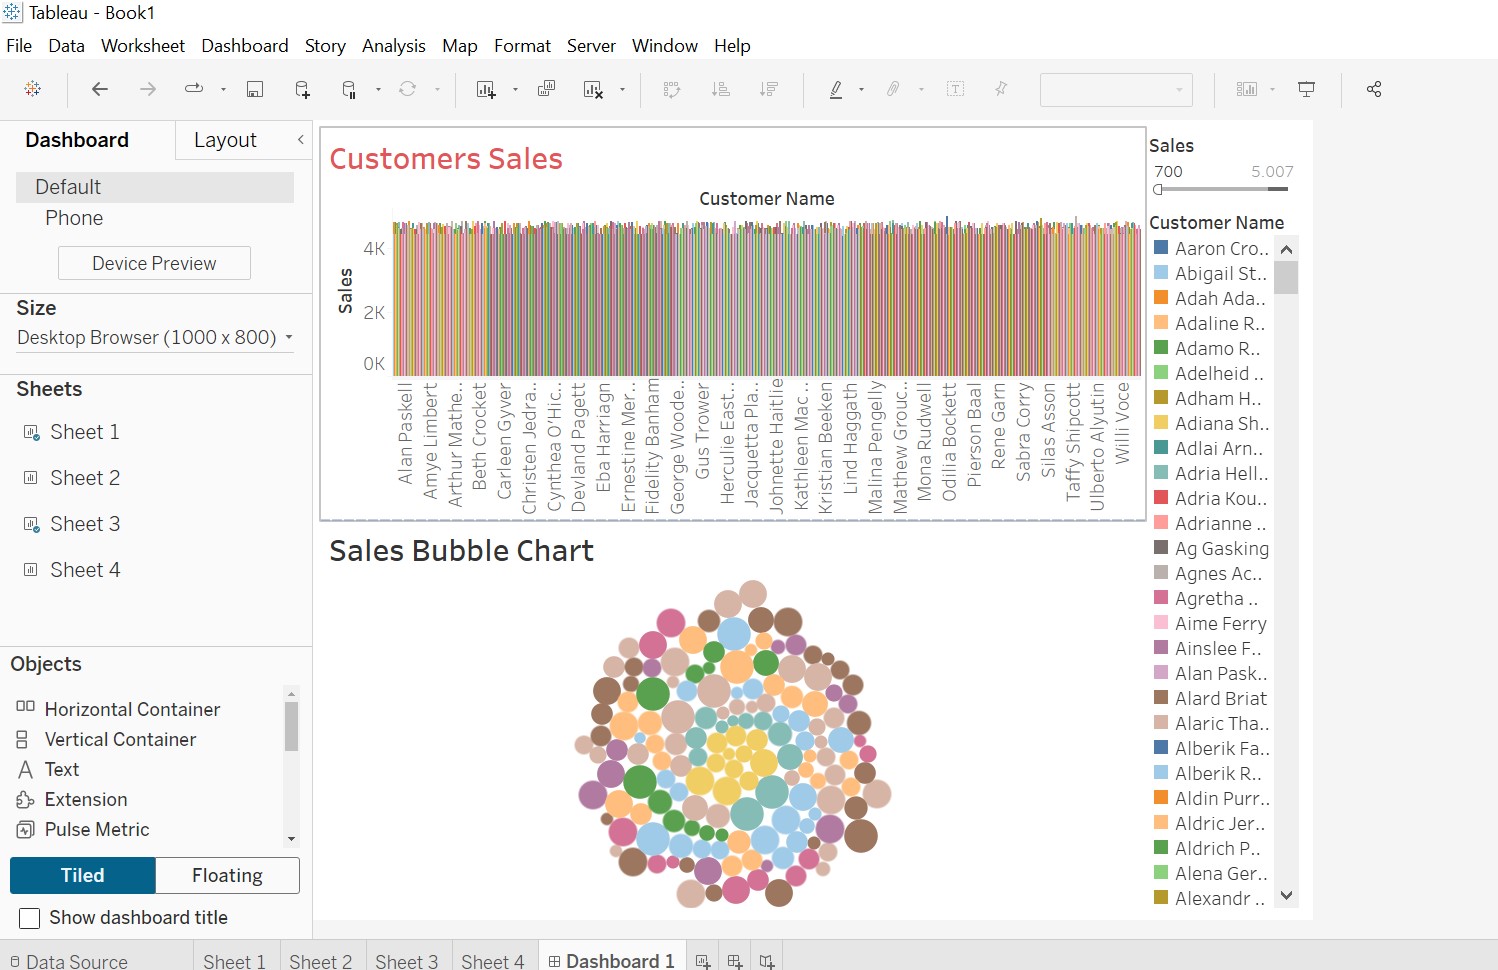 Tableau - Book1
File Data Worksheet Dashboard Story Analysis Map Format Server Window Help
Dashboard Layout
Default
Phone
Device Preview
Size
Desktop Browser (1000 x 800)
Sheets
Sheet 1
Sheet 2
Sheet 3
Sheet 4
Objects
Horizontal Container
Vertical Container
Text
Extension
Pulse Metric
Tiled Floating
Show dashboard title
Customers Sales
Customer Name
Sales
4K
2K
0K
Alan Paskell
Amye Limbert
Arthur Mathe..
Beth Crocket
Carleen Gyver
Christen Jedra..
Cynthea O'Hic..
Devland Pagett
Eba Harriagn
Ernestine Mer..
Fidelity Banham
George Woode..
Gus Trower
Herculie East..
Jacquetta Pla..
Johnette Haitlie
Kathleen Mac ..
Kristian Beeken
Lind Haggath
Malina Pengelly
Mathew Grouc..
Mona Rudwell
Odilia Bockett
Pierson Baal
Rene Garn
Sabra Corry
Silas Asson
Taffy Shipcott
Ulberto Alyutin
Willi Voce
Sales Bubble Chart
Sales
700 5.007
Customer Name
Aaron Cro..
Abigail St..
Adah Ada..
Adaline R..
Adamo R..
Adelheid ..
Adham H..
Adiana Sh..
Adlai Arn..
Adria Hell..
Adria Kou..
Adrianne ..
Ag Gasking
Agnes Ac..
Agretha ..
Aime Ferry
Ainslee F..
Alan Pask..
Alard Briat
Alaric Tha..
Alberik Fa..
Alberik R..
Aldin Purr..
Aldric Jer..
Aldrich P..
Alena Ger..
Alexandr ..
Data Source Sheet 1 Sheet 2 Sheet 3 Sheet 4 Dashboard 1